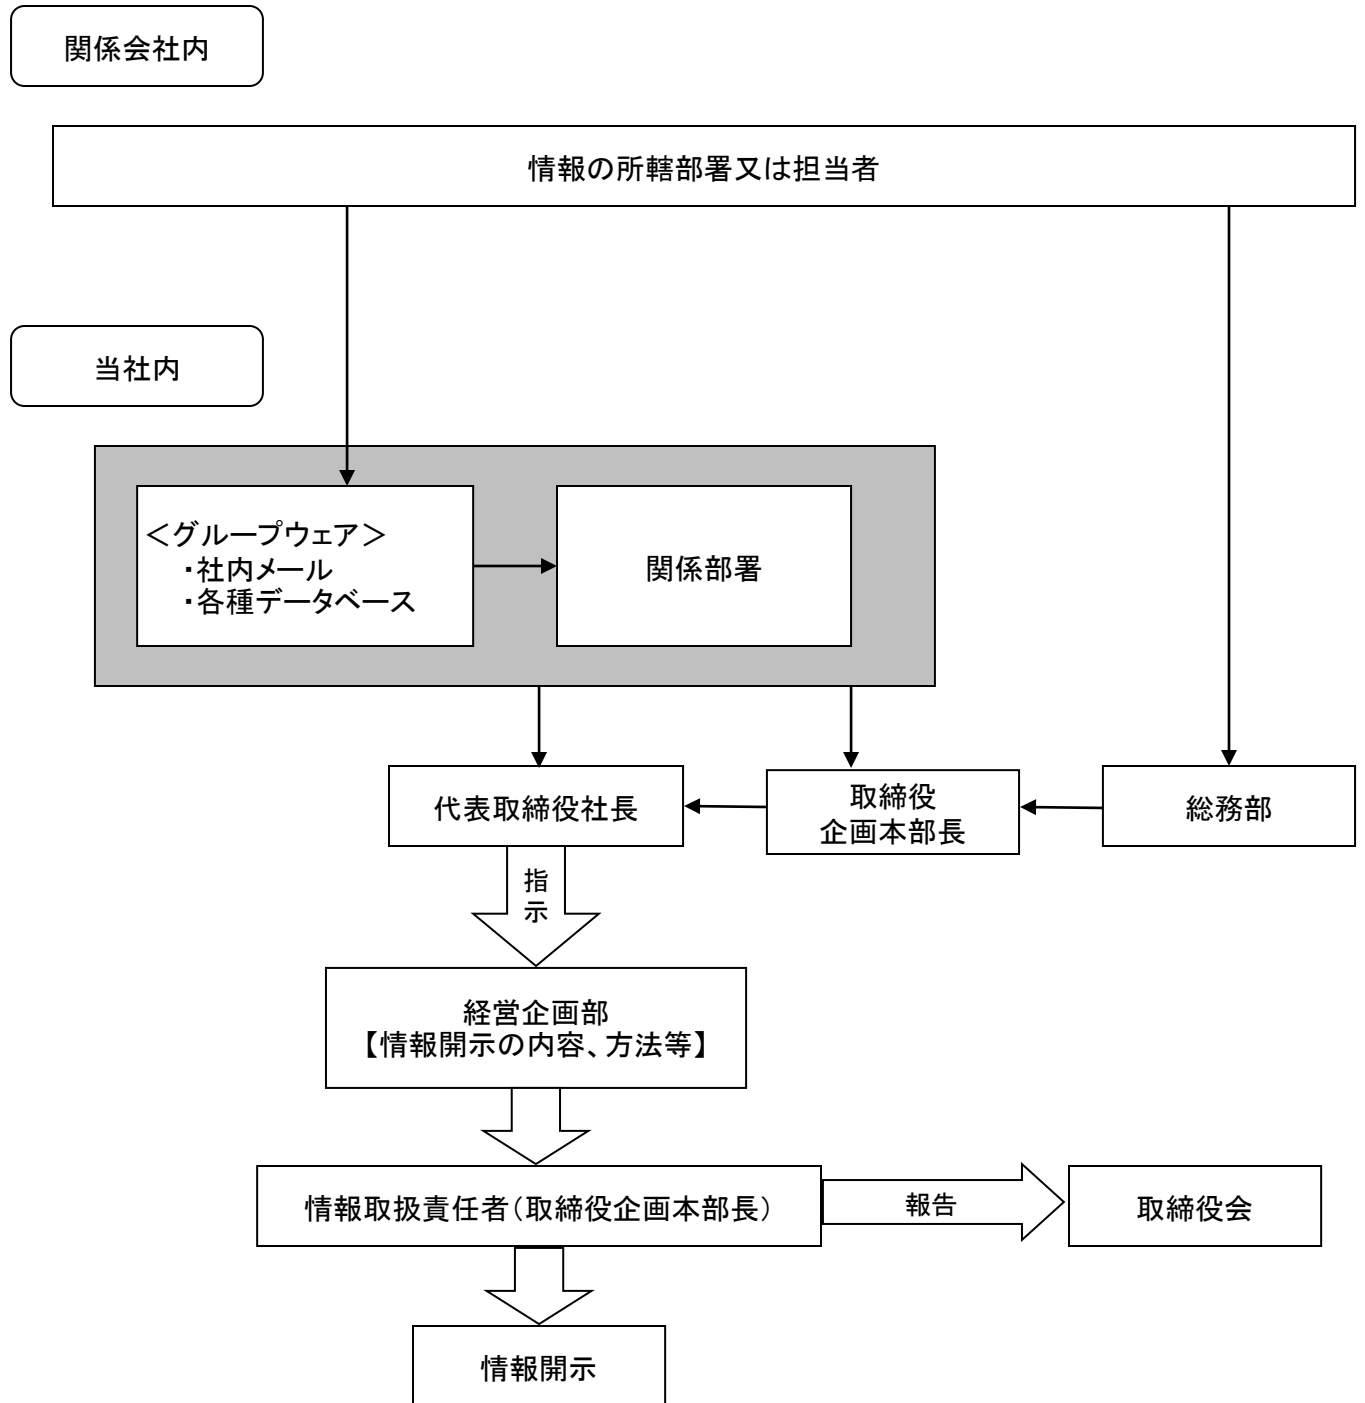 関係会社内
情報の所轄部署又は担当者
当社内
＜グループウェア＞
・社内メール
・各種データベース
関係部署
代表取締役社長
取締役
企画本部長
総務部
指
示
経営企画部
【情報開示の内容、方法等】
情報取扱責任者（取締役企画本部長）
報告
取締役会
情報開示